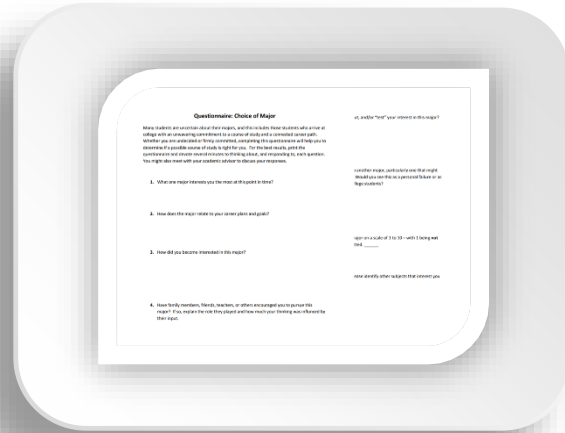 Questionnaire: Choice of Major
Many students are uncertain about their majors, and this includes those students who arrive at
college with an unwavering commitment to a course of study and a connected career path.
Whether you are undecided or firmly committed, completing this questionnaire will help you to
determine if a possible course of study is right for you. For the best results, print the
questionnaire and devote several minutes to thinking about, and responding to, each question.
You might also meet with your academic advisor to discuss your responses.
1. What one major interests you the most at this point in time?
2. How does the major relate to your career plans and goals?
3. How did you become interested in this major?
4. Have family members, friends, teachers, or others encouraged you to pursue this
major? If so, explain the role they played and how much your thinking was influenced by
their input.
and/or "test" your interest in this major?
another major, particularly one that might
Would you see this as a personal failure or as
llege students?
on a scale of 1 to 10—with 1 being not
identify other subjects that interest you